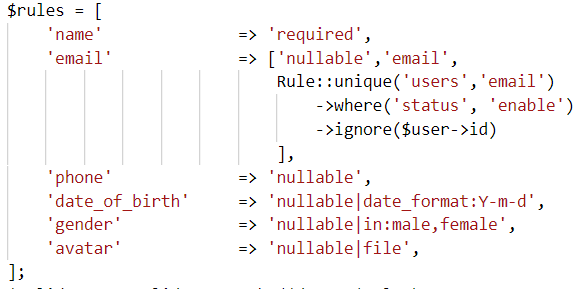 $rules = [
    'name'                => 'required',
    'email'               => ['nullable','email',
                                Rule::unique('users','email')
                                    ->where('status', 'enable')
                                    ->ignore($user->id)
                                ],
    'phone'               => 'nullable',
    'date_of_birth'       => 'nullable|date_format:Y-m-d',
    'gender'              => 'nullable|in:male,female',
    'avatar'              => 'nullable|file',
];